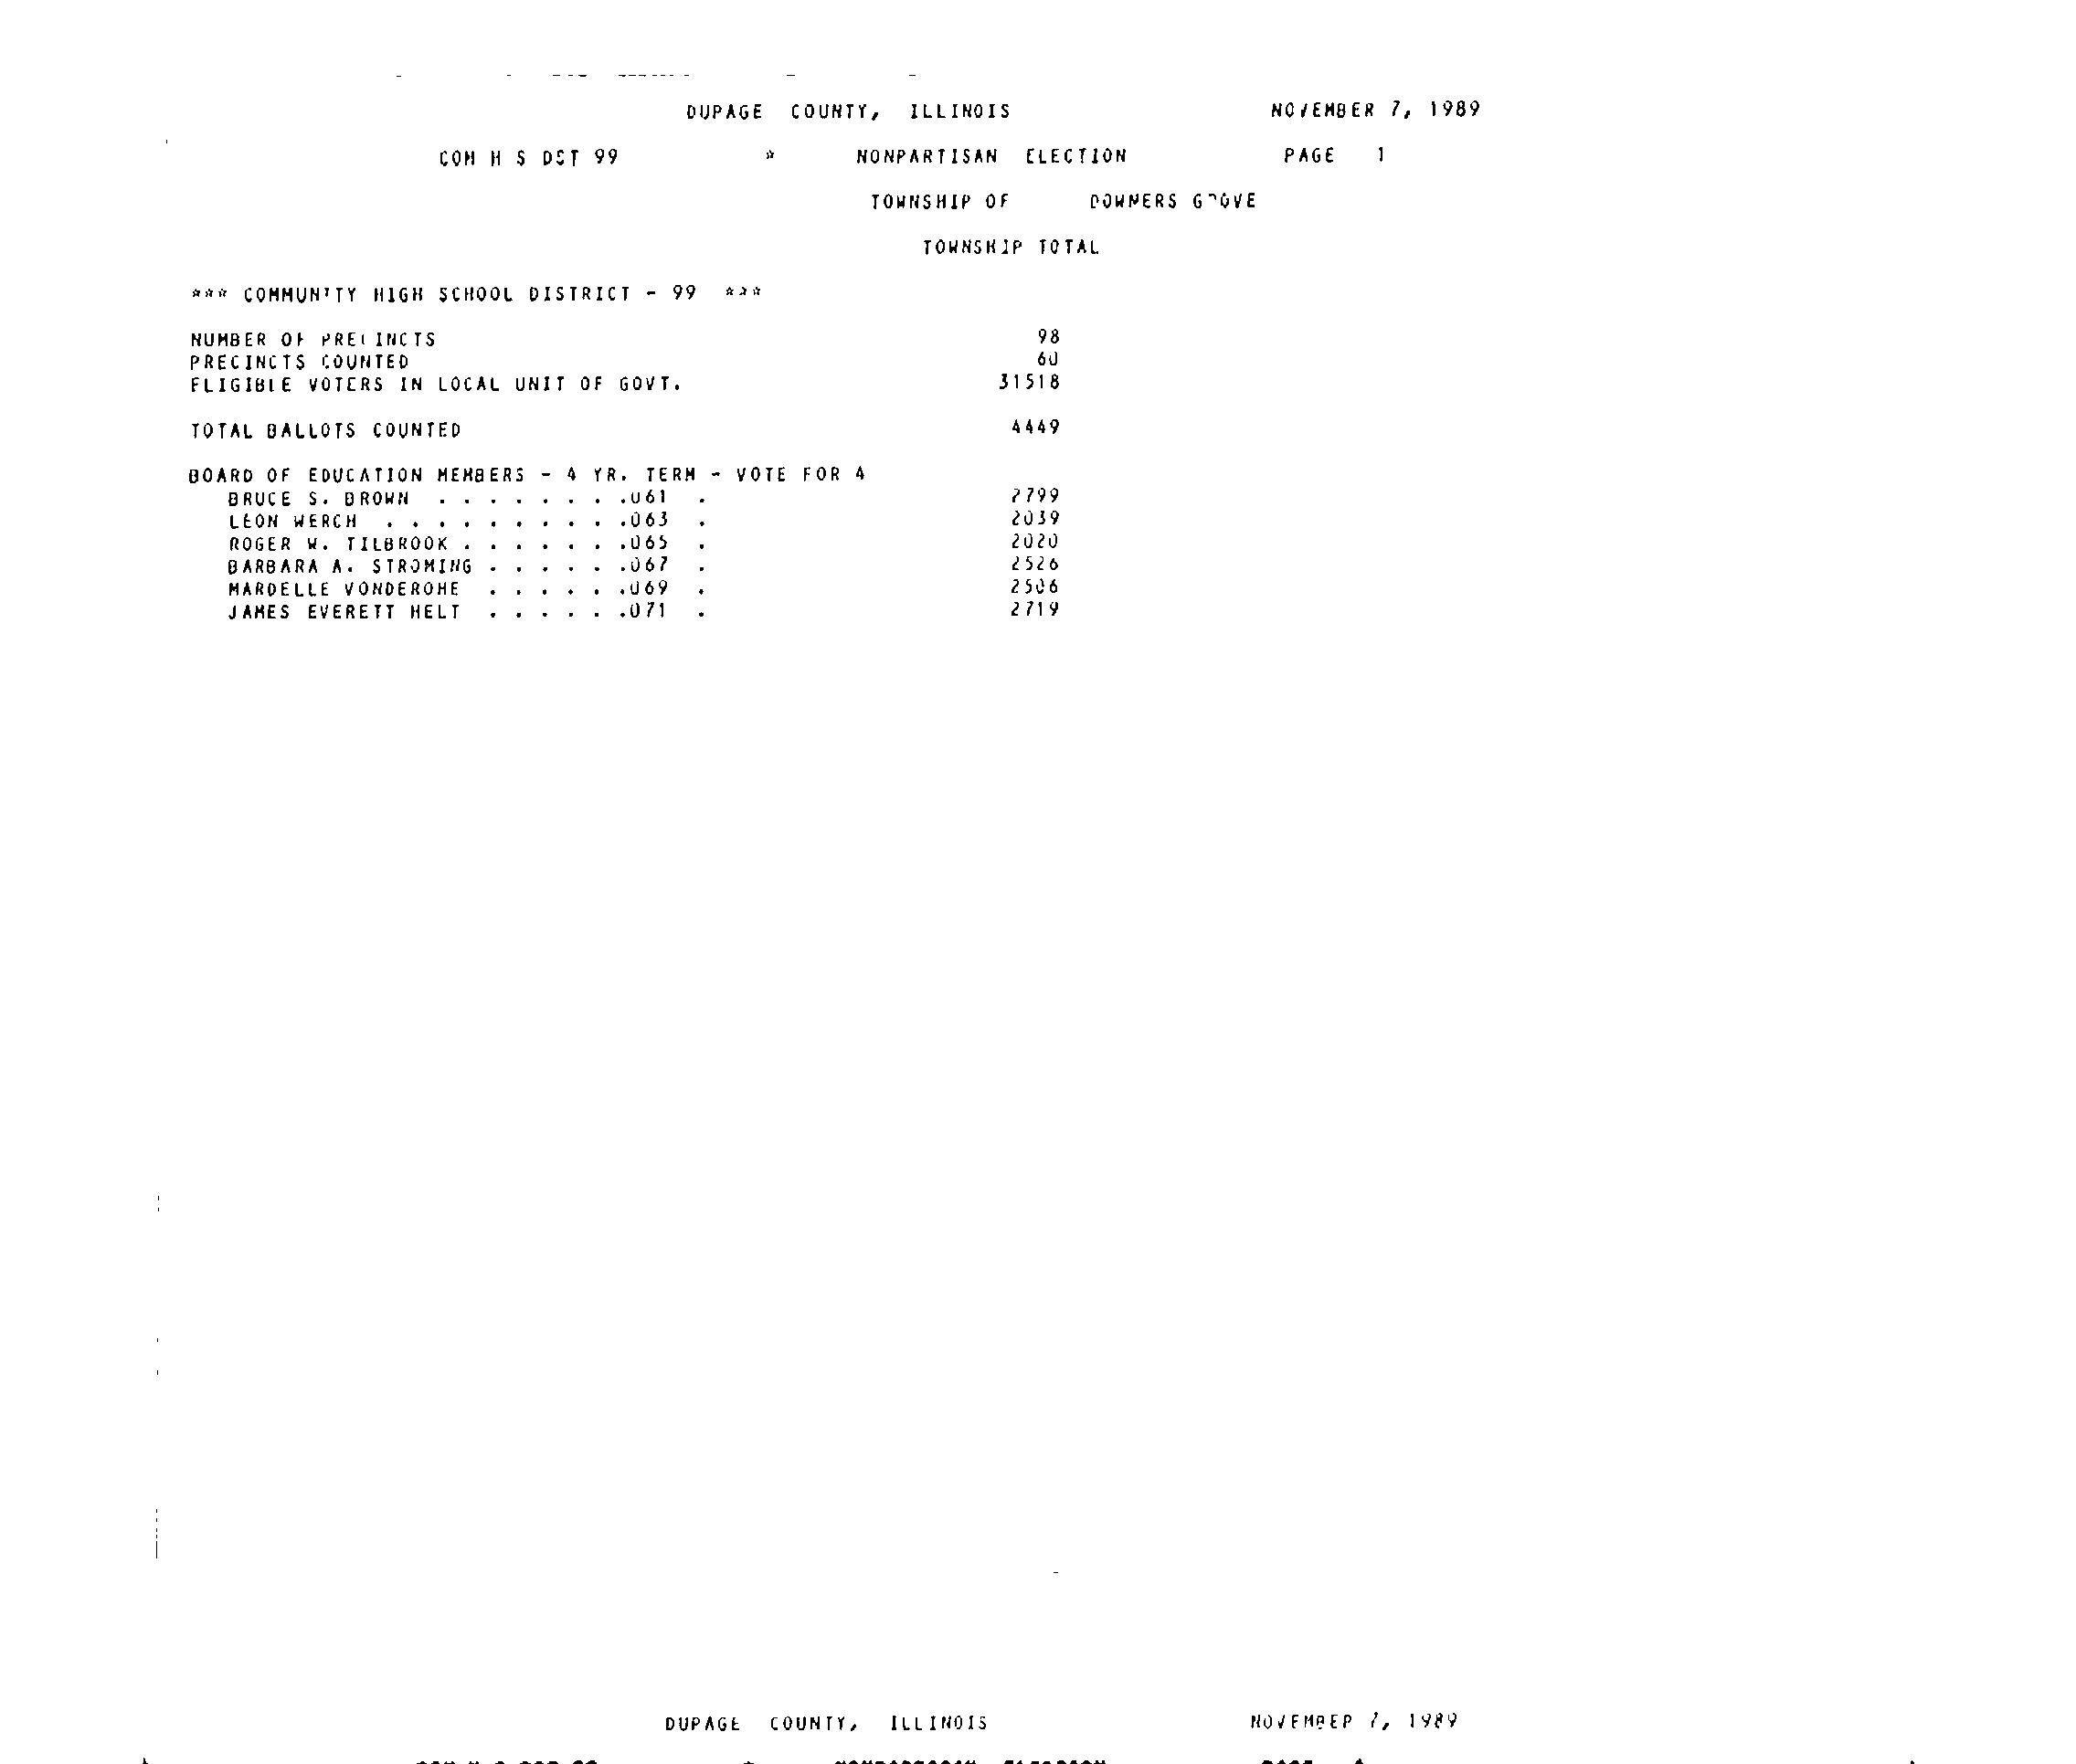 DUPAGE COUNTY, ILLINOIS NOVEMBER 7, 1989
COM H S DST 99 * NONPARTISAN ELECTION PAGE 1
TOWNSHIP OF DOWNERS GROVE
TOWNSHIP TOTAL
*** COMMUNITY HIGH SCHOOL DISTRICT - 99 ***
NUMBER OF PRECINCTS 98
PRECINCTS COUNTED 60
ELIGIBLE VOTERS IN LOCAL UNIT OF GOVT. 31518
TOTAL BALLOTS COUNTED 4449
BOARD OF EDUCATION MEMBERS - 4 YR. TERM - VOTE FOR 4
BRUCE S. BROWN . . . . . . . .061 . 2799
LEON WERCH . . . . . . . . . .063 . 2039
ROGER W. TILBROOK . . . . . . .065 . 2020
BARBARA A. STROMING . . . . . .067 . 2526
MARDELLE VONDEROHE . . . . . .069 . 2506
JAMES EVERETT HELT . . . . . .071 . 2719
DUPAGE COUNTY, ILLINOIS NOVEMBER 7, 1989